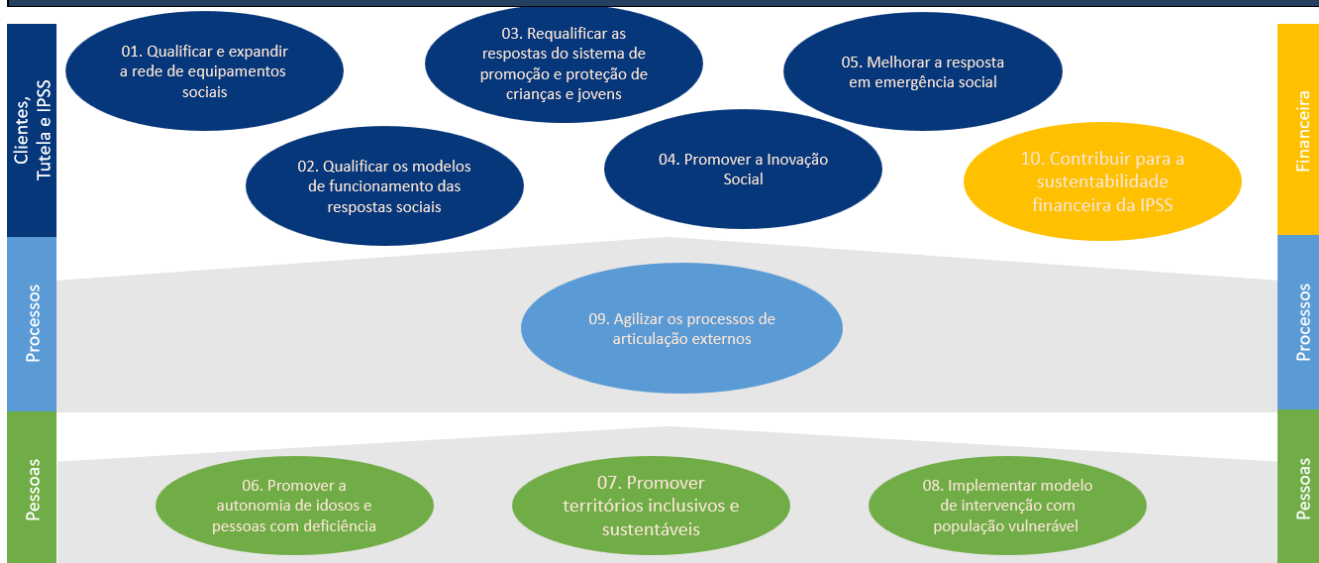 Clientes,
Tutela e IPSS
01. Qualificar e expandir
a rede de equipamentos
sociais
02. Qualificar os modelos
de funcionamento das
respostas sociais
03. Requalificar as
respostas do sistema de
promoção e proteção de
crianças e jovens
04. Promover a Inovação
Social
05. Melhorar a resposta
em emergência social
10. Contribuir para a
sustentabilidade
financeira da IPSS
Financeira
Processos
09. Agilizar os processos de
articulação externos
Processos
Pessoas
06. Promover a
autonomia de idosos e
pessoas com deficiência
07. Promover
territórios inclusivos e
sustentáveis
08. Implementar modelo
de intervenção com
população vulnerável
Pessoas